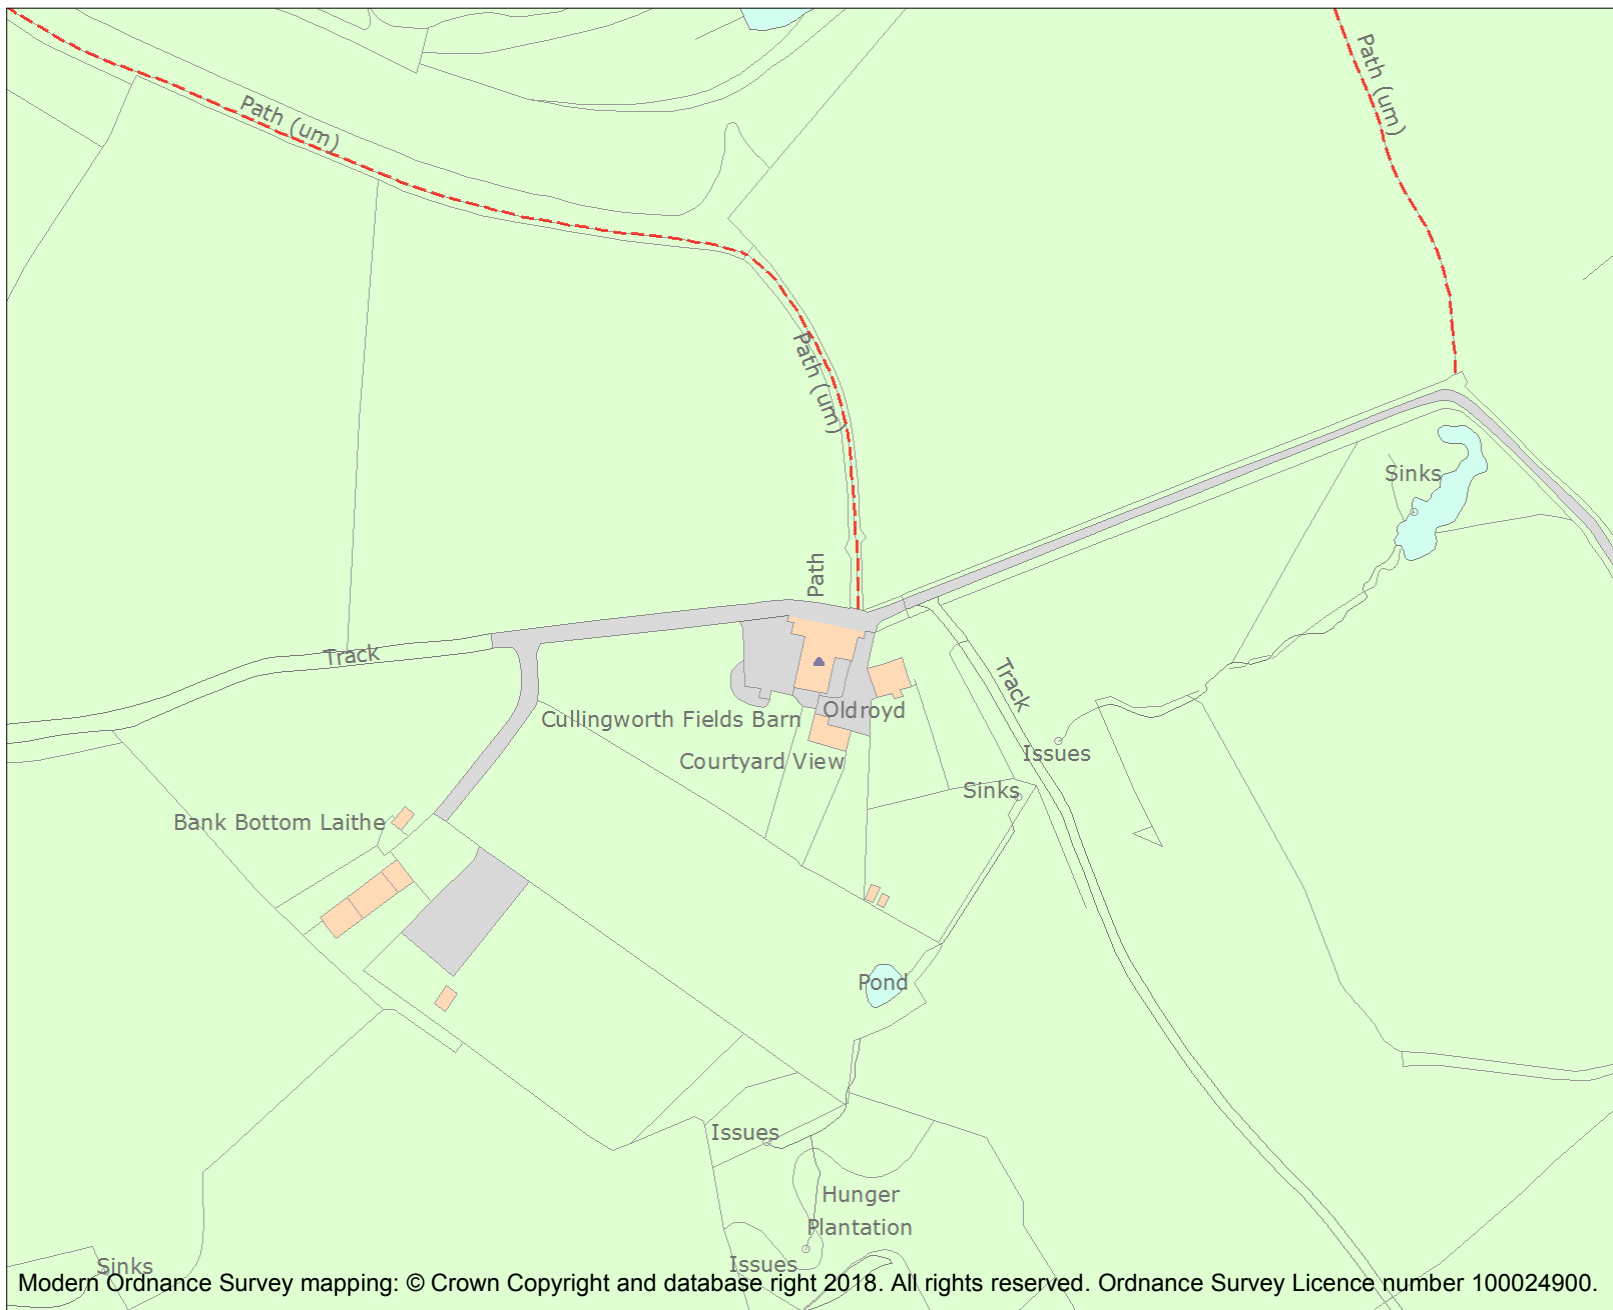 Path (um)
Path (um)
Path (um)
Sinks
Path
Track
Track
Oldroyd
Cullingworth Fields Barn
Issues
Courtyard View
Sinks
Bank Bottom Laithe
Pond
Issues
Hunger
Plantation
Issues
Sinks
Modern Ordnance Survey mapping: © Crown Copyright and database right 2018. All rights reserved. Ordnance Survey Licence number 100024900.